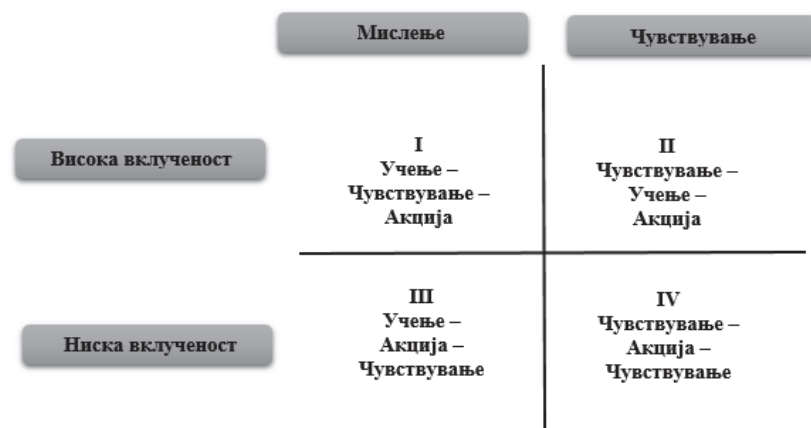 Мислење
Чувствување
Висока вклученост
I
Учење –
Чувствување –
Акција
II
Чувствување –
Учење –
Акција
Ниска вклученост
III
Учење –
Акција –
Чувствување
IV
Чувствување –
Акција –
Чувствување